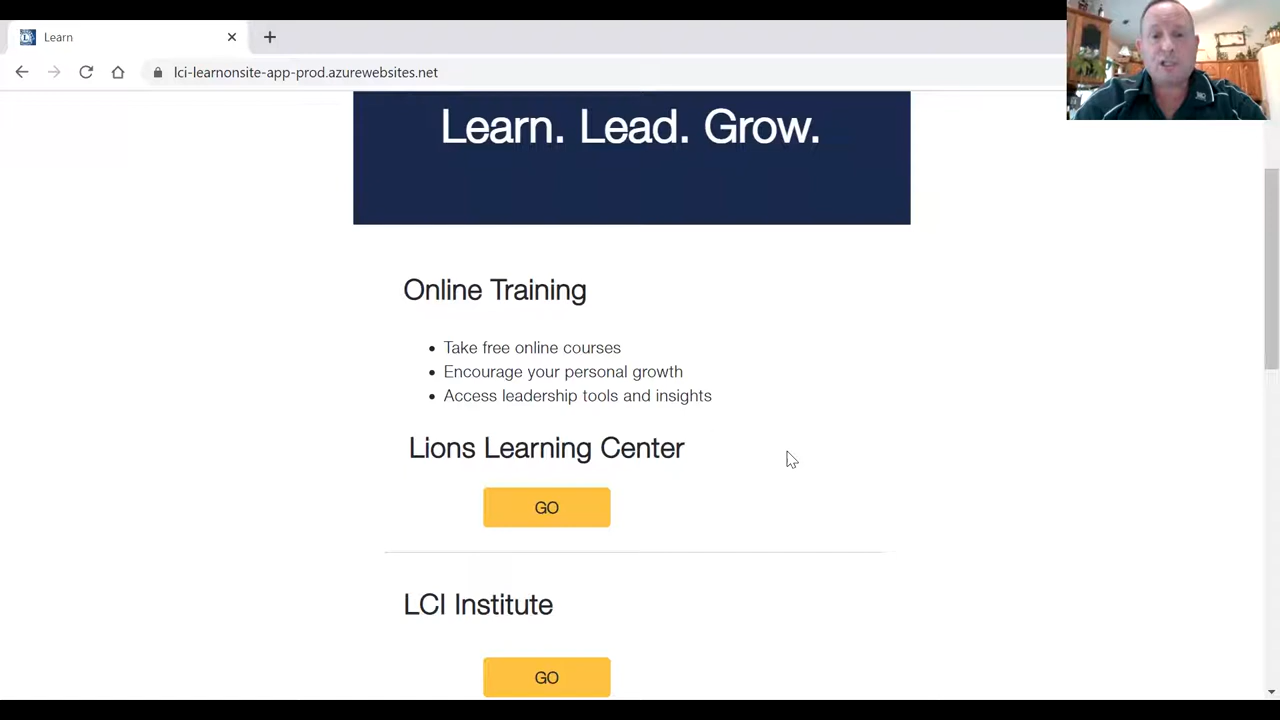 Learn
lci-learnonsite-app-prod.azurewebsites.net
Learn. Lead. Grow.
Online Training
Take free online courses
Encourage your personal growth
Access leadership tools and insights
Lions Learning Center
GO
LCI Institute
GO